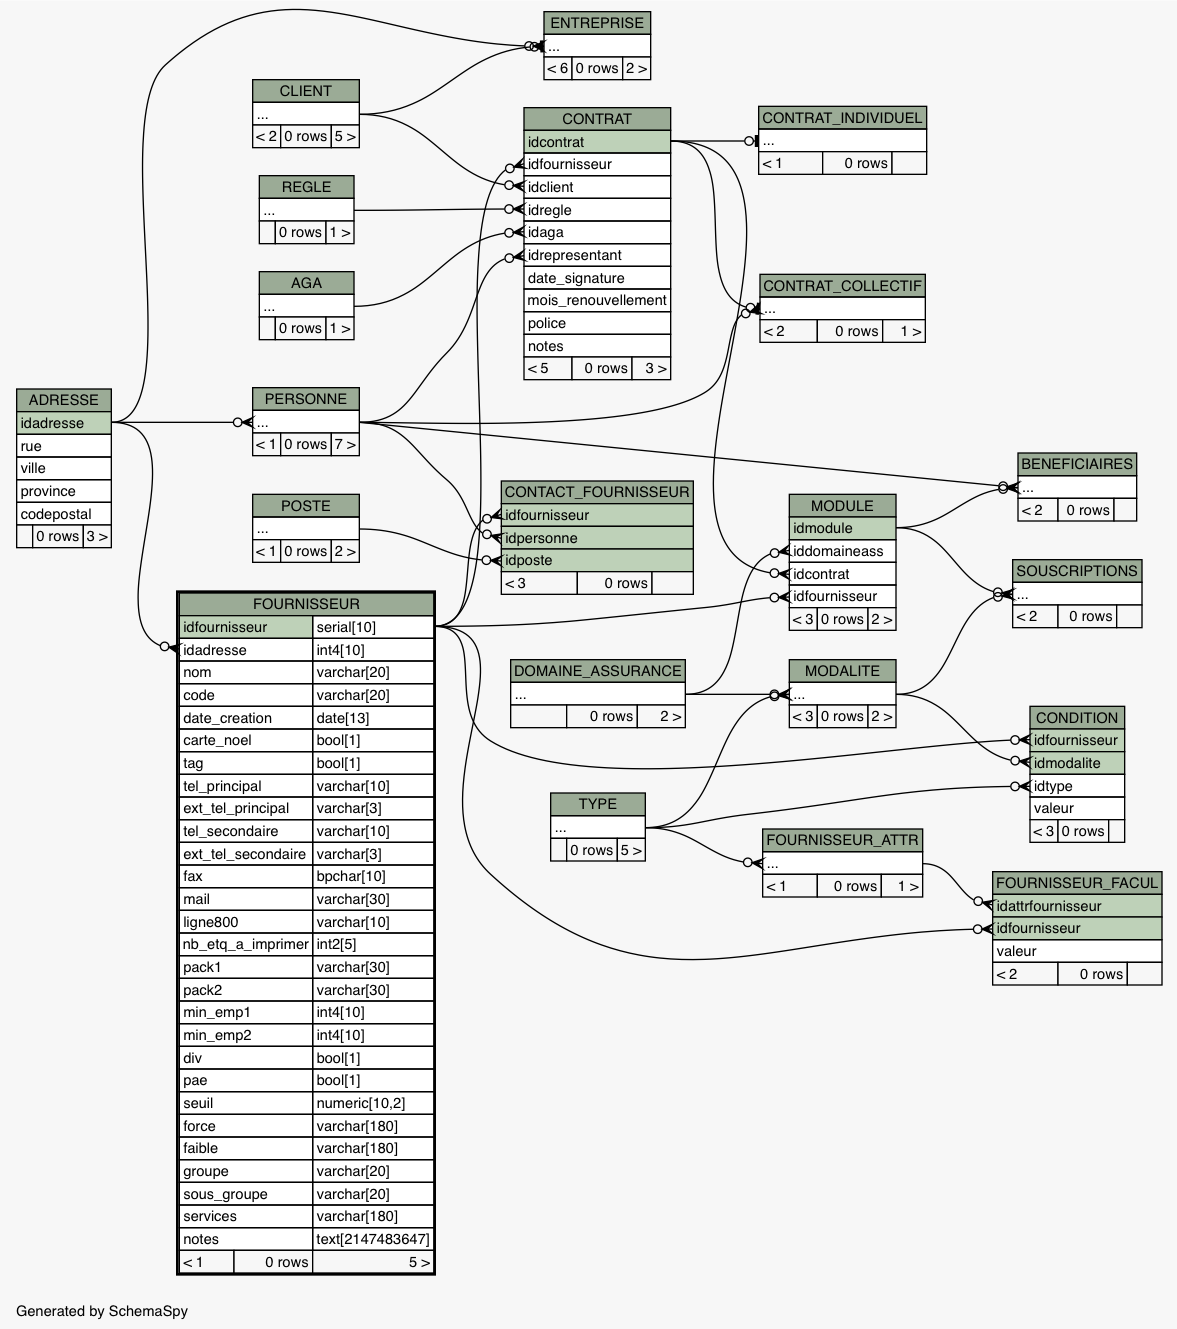 ENTREPRISE
...
< 6 0 rows 2 >
CLIENT
...
< 2 0 rows 5 >
CONTRAT
idcontrat
idfournisseur
idclient
idregle
idaga
idrepresentant
date_signature
mois_renouvellement
police
notes
< 5 0 rows 3 >
CONTRAT_INDIVIDUEL
...
< 1 0 rows
REGLE
...
0 rows 1 >
AGA
...
0 rows 1 >
CONTRAT_COLLECTIF
...
< 2 0 rows 1 >
ADRESSE
idadresse
rue
ville
province
codepostal
0 rows 3 >
PERSONNE
...
< 1 0 rows 7 >
POSTE
...
< 1 0 rows 2 >
CONTACT_FOURNISSEUR
idfournisseur
idpersonne
idposte
< 3 0 rows
MODULE
idmodule
iddomaineass
idcontrat
idfournisseur
< 3 0 rows 2 >
BENEFICIAIRES
...
< 2 0 rows
SOUSCRIPTIONS
...
< 2 0 rows
FOURNISSEUR
idfournisseur serial[10]
idadresse int4[10]
nom varchar[20]
code varchar[20]
date_creation date[13]
carte_noel bool[1]
tag bool[1]
tel_principal varchar[10]
ext_tel_principal varchar[3]
tel_secondaire varchar[10]
ext_tel_secondaire varchar[3]
fax bpchar[10]
mail varchar[30]
ligne800 varchar[10]
nb_etq_a_imprimer int2[5]
pack1 varchar[30]
pack2 varchar[30]
min_emp1 int4[10]
min_emp2 int4[10]
div bool[1]
pae bool[1]
seuil numeric[10,2]
force varchar[180]
faible varchar[180]
groupe varchar[20]
sous_groupe varchar[20]
services varchar[180]
notes text[2147483647]
< 1 0 rows 5 >
DOMAINE_ASSURANCE
...
0 rows 2 >
MODALITE
...
< 3 0 rows 2 >
CONDITION
idfournisseur
idmodalite
idtype
valeur
< 3 0 rows
TYPE
...
0 rows 5 >
FOURNISSEUR_ATTR
...
< 1 0 rows 1 >
FOURNISSEUR_FACUL
idattrfournisseur
idfournisseur
valeur
< 2 0 rows
Generated by SchemaSpy